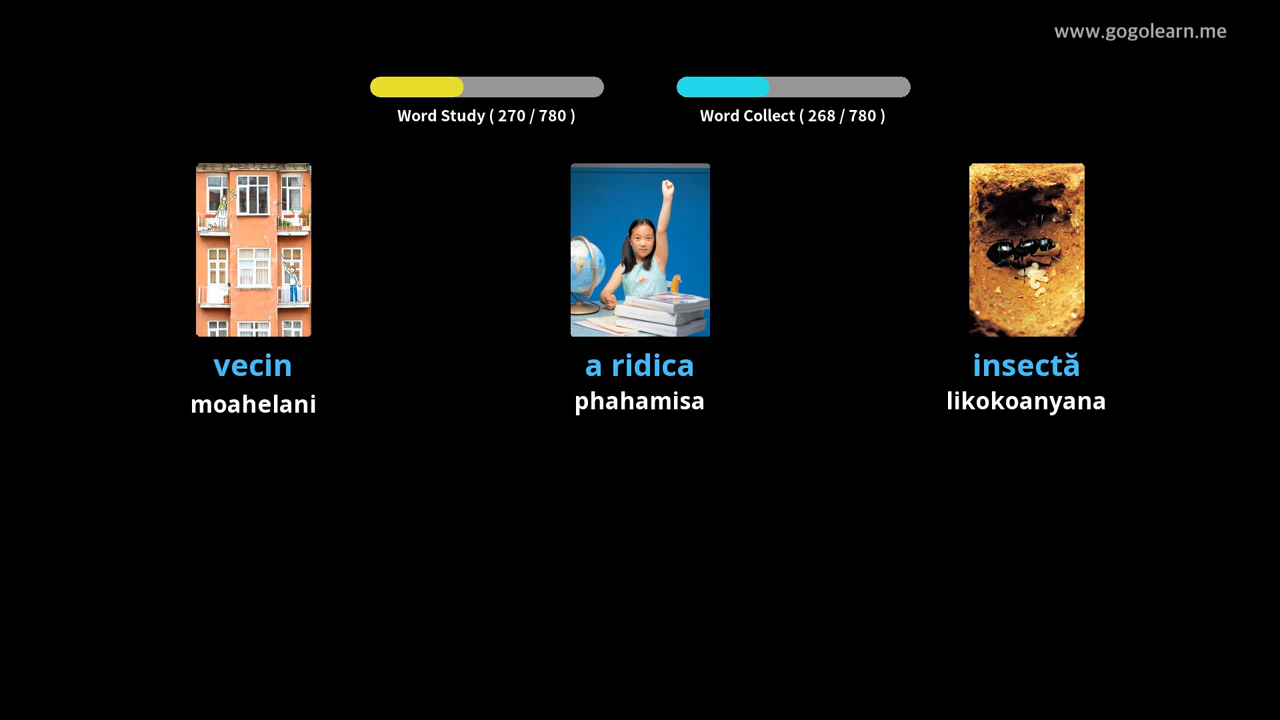 www.gogolearn.me
Word Study ( 270 / 780 )
Word Collect ( 268 / 780 )
vecin
a ridica
insectă
moahelani
phahamisa
likokoanyana